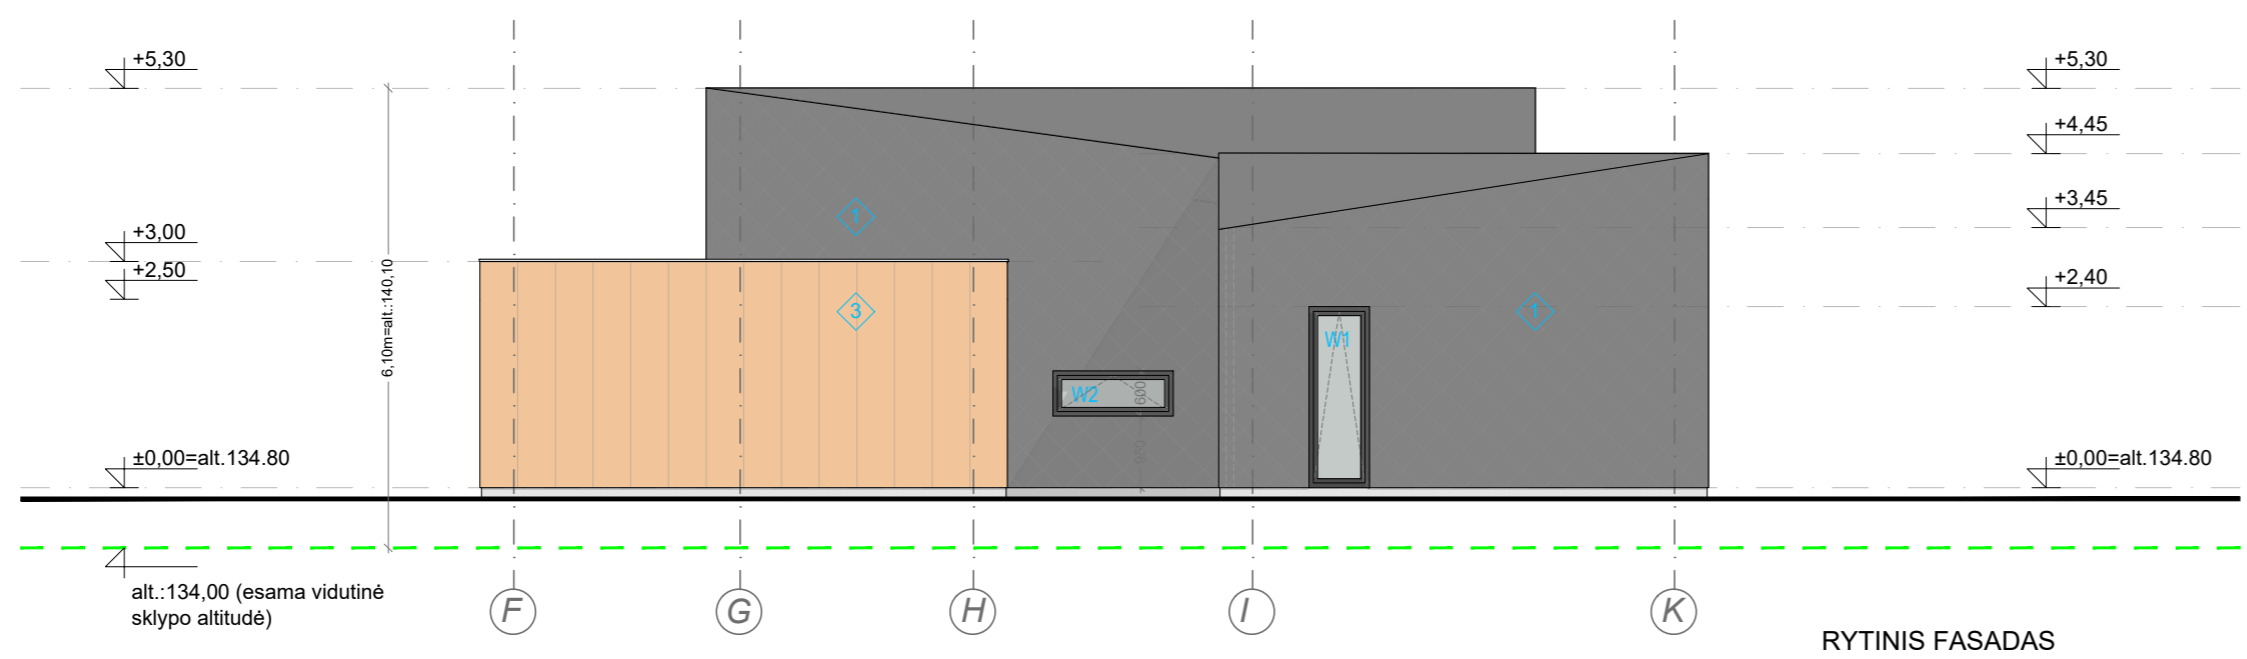 +5,30
+3,00
+2,50
±0,00=alt.134.80
6,10m=alt.:140,10
alt.:134,00 (esama vidutinė
sklypo altitudė)
1
3
W2
600
W1
1
+5,30
+4,45
+3,45
+2,40
±0,00=alt.134.80
F
G
H
I
K
RYTINIS FASADAS